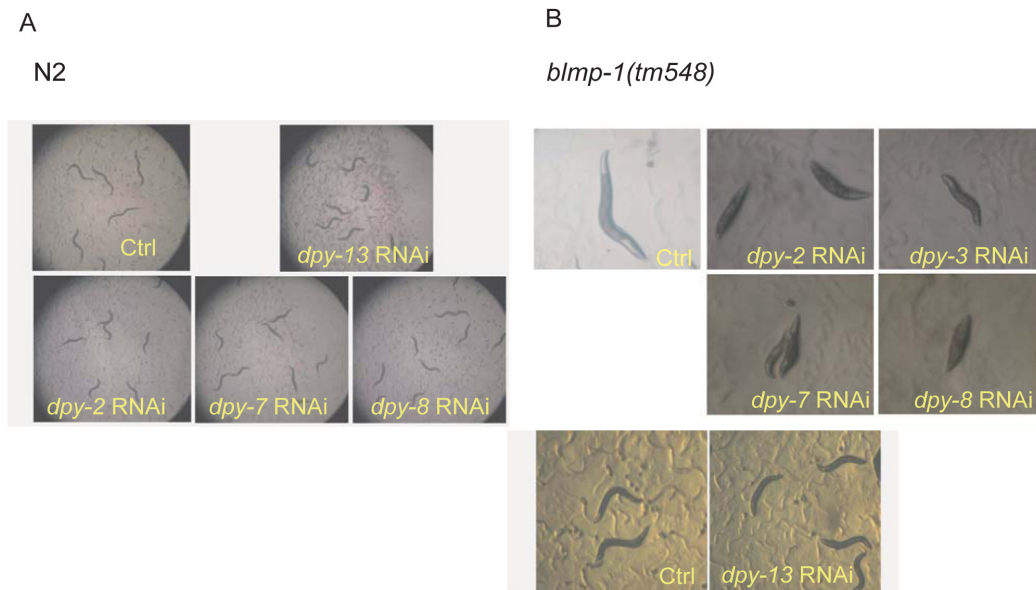 A
N2
Ctrl
dpy-13 RNAi
dpy-2 RNAi
dpy-7 RNAi
dpy-8 RNAi
B
blmp-1(tm548)
Ctrl
dpy-2 RNAi
dpy-3 RNAi
dpy-7 RNAi
dpy-8 RNAi
Ctrl
dpy-13 RNAi